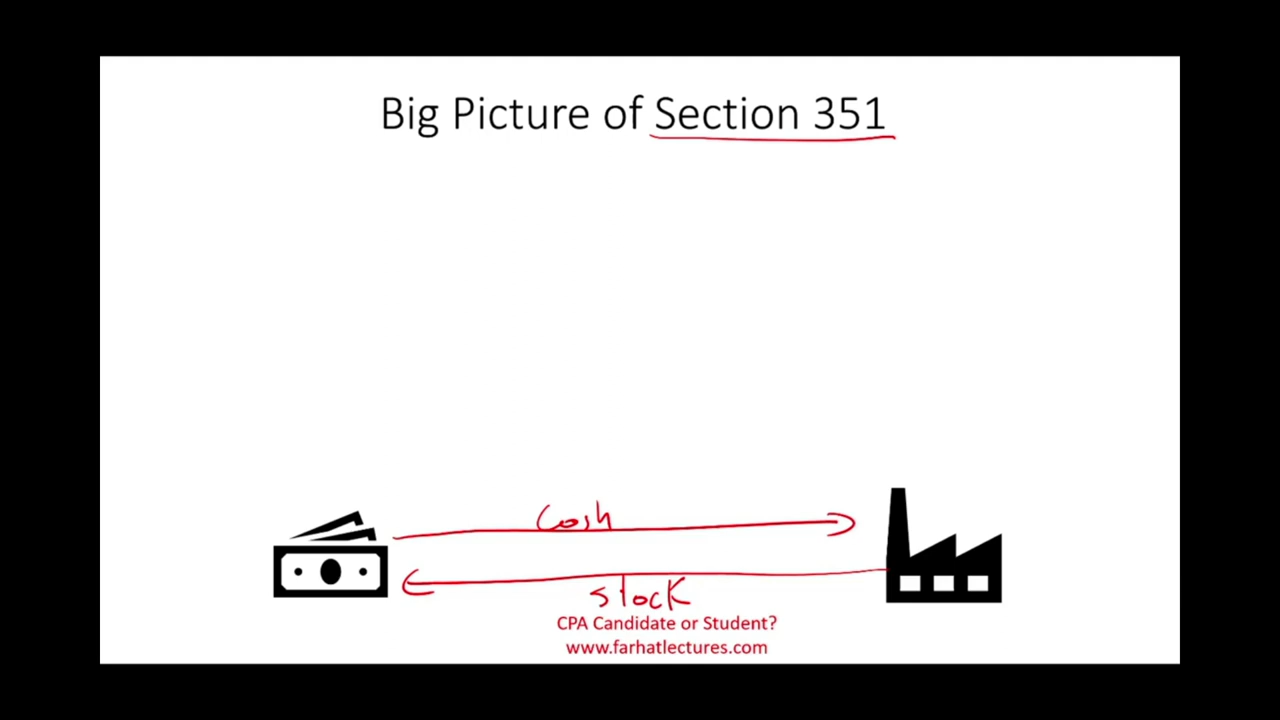 Big Picture of Section 351
Cash
Stock
CPA Candidate or Student?
www.farhatlectures.com